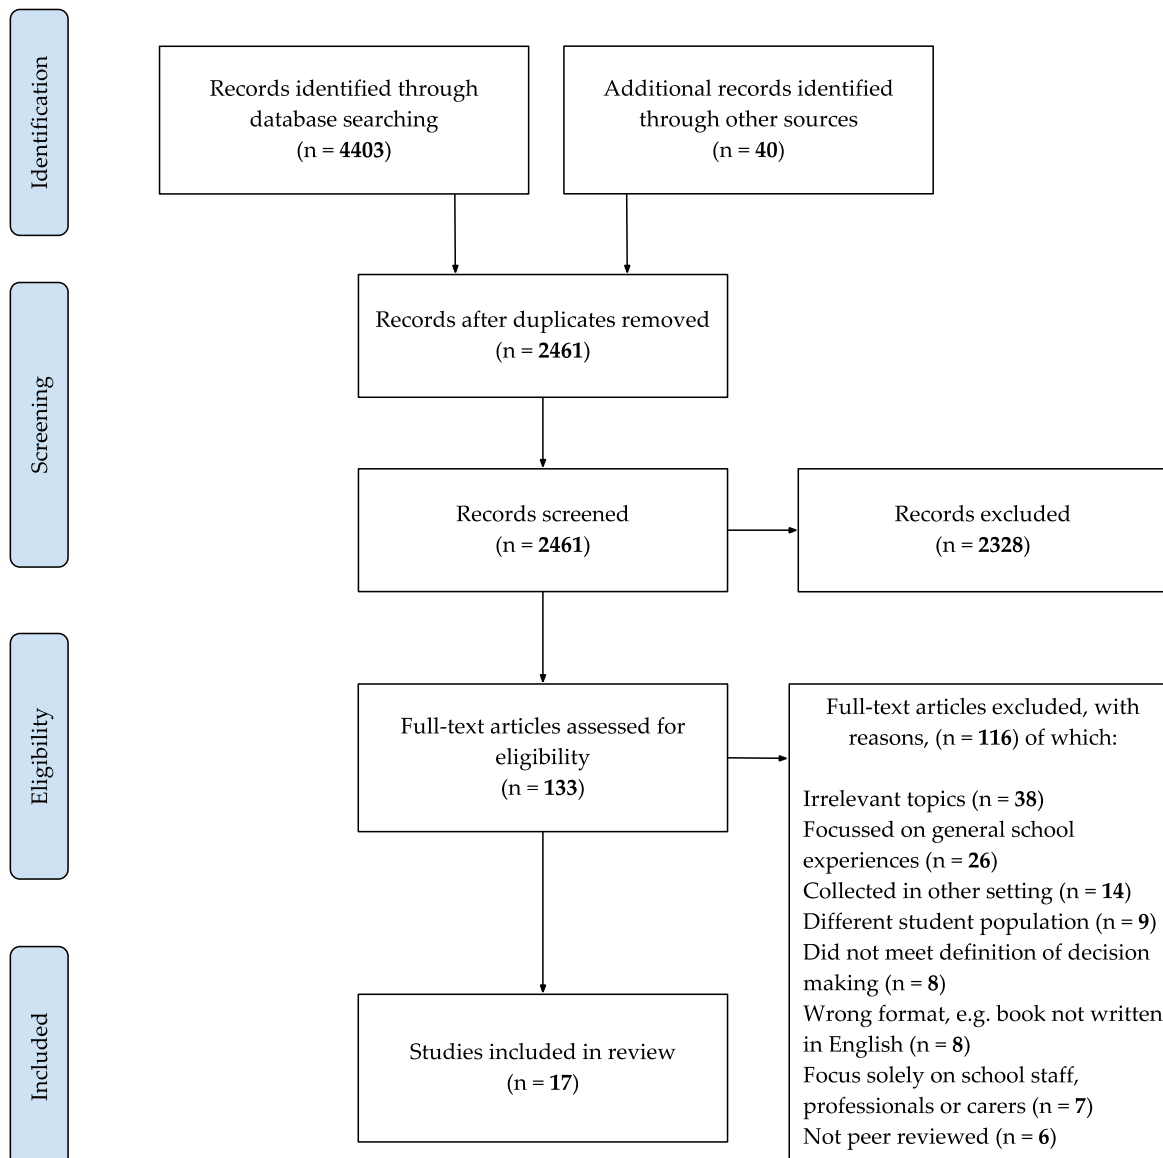 Identification
Records identified through
database searching
(n = 4403)
Additional records identified
through other sources
(n = 40)
Screening
Records after duplicates removed
(n = 2461)
Records screened
(n = 2461)
Records excluded
(n = 2328)
Eligibility
Full-text articles assessed for
eligibility
(n = 133)
Full-text articles excluded, with
reasons, (n = 116) of which:
Irrelevant topics (n = 38)
Focussed on general school
experiences (n = 26)
Collected in other setting (n = 14)
Different student population (n = 9)
Did not meet definition of decision
making (n = 8)
Wrong format, e.g. book not written
in English (n = 8)
Focus solely on school staff,
professionals or carers (n = 7)
Not peer reviewed (n = 6)
Included
Studies included in review
(n = 17)